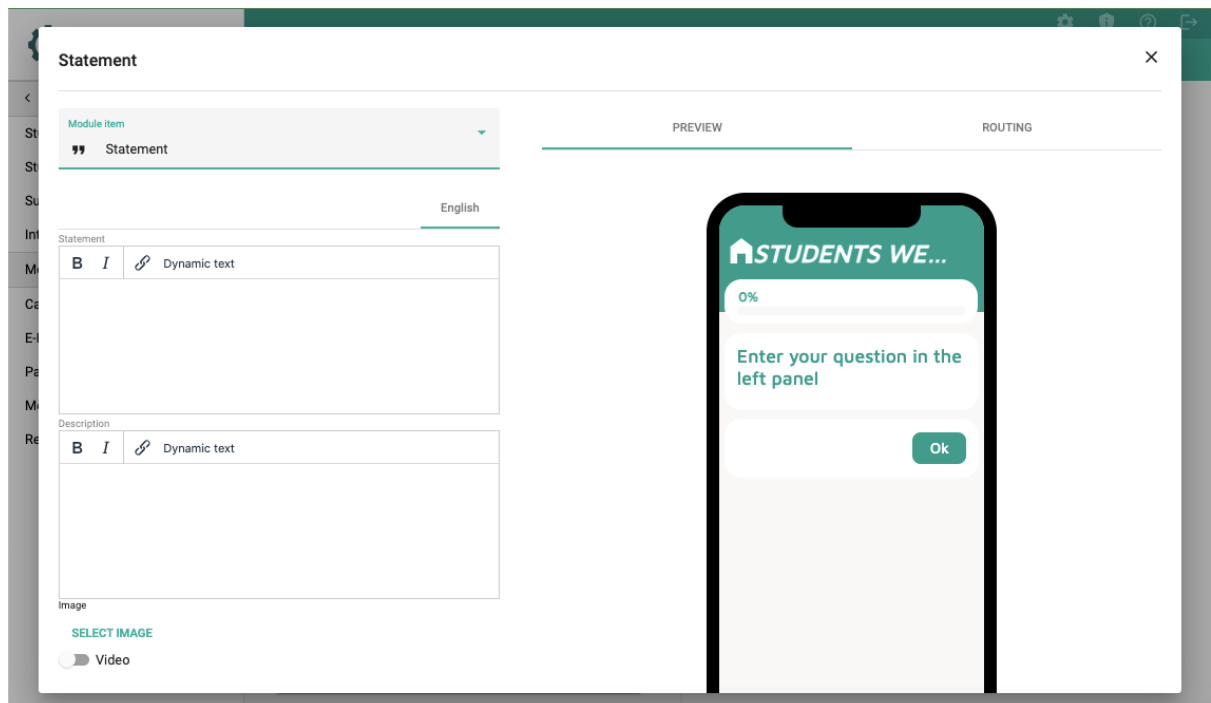 Statement
Module item
Statement
PREVIEW
ROUTING
English
Statement
B I Dynamic text
Description
B I Dynamic text
Image
SELECT IMAGE
Video
STUDENTS WE...
0%
Enter your question in the
left panel
Ok